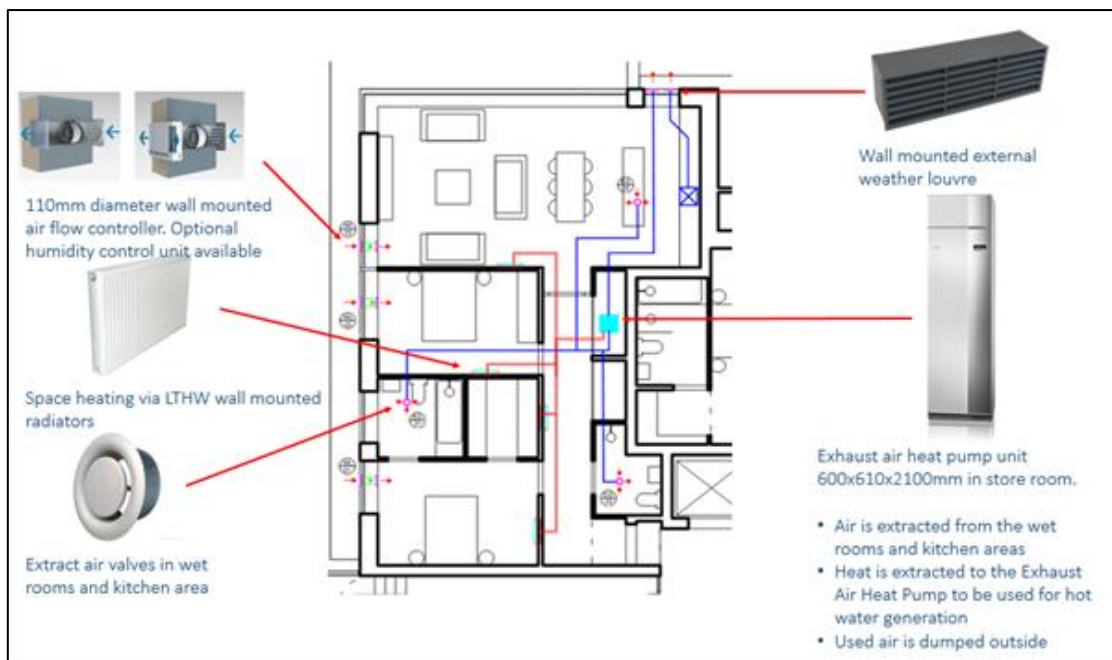 110mm diameter wall mounted
air flow controller. Optional
humidity control unit available
Space heating via LTHW wall mounted
radiators
Extract air valves in wet
rooms and kitchen area
Wall mounted external
weather louvre
Exhaust air heat pump unit
600x610x2100mm in store room.
• Air is extracted from the wet
rooms and kitchen areas
• Heat is extracted to the Exhaust
Air Heat Pump to be used for hot
water generation
• Used air is dumped outside